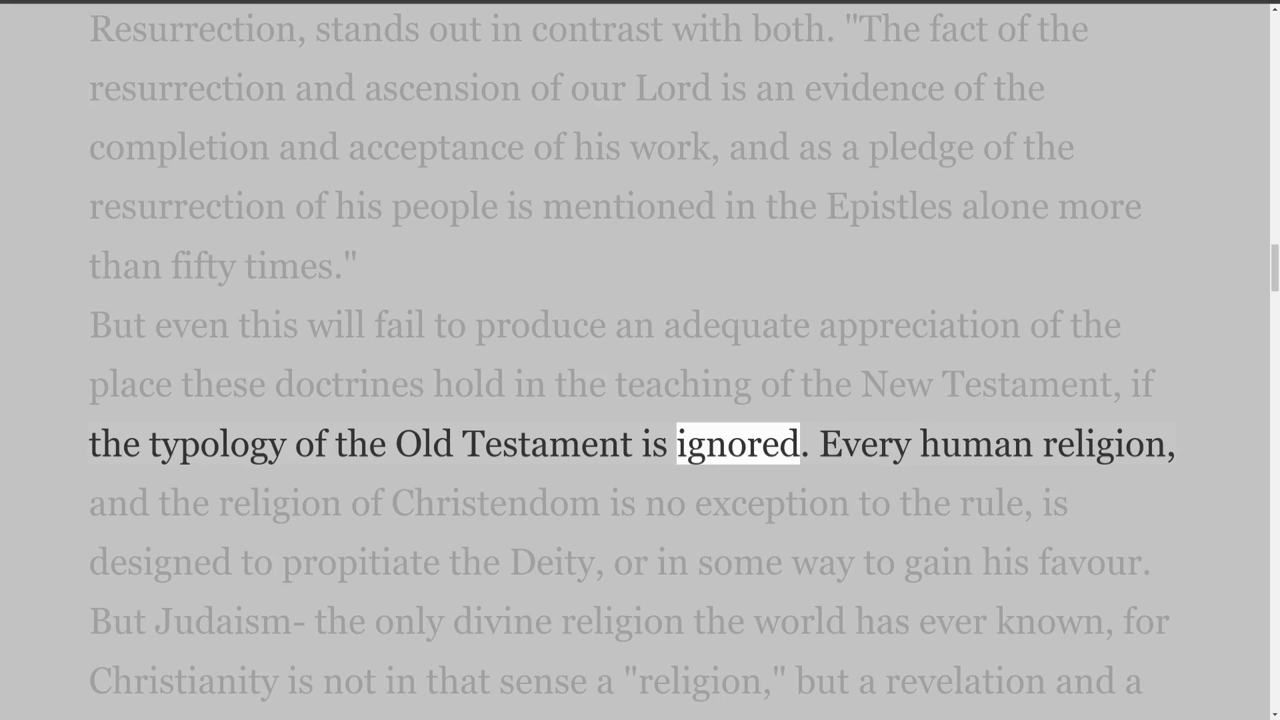 Resurrection, stands out in contrast with both. "The fact of the
resurrection and ascension of our Lord is an evidence of the
completion and acceptance of his work, and as a pledge of the
resurrection of his people is mentioned in the Epistles alone more
than fifty times."
But even this will fail to produce an adequate appreciation of the
place these doctrines hold in the teaching of the New Testament, if
the typology of the Old Testament is ignored. Every human religion,
and the religion of Christendom is no exception to the rule, is
designed to propitiate the Deity, or in some way to gain his favour.
But Judaism- the only divine religion the world has ever known, for
Christianity is not in that sense a "religion," but a revelation and a